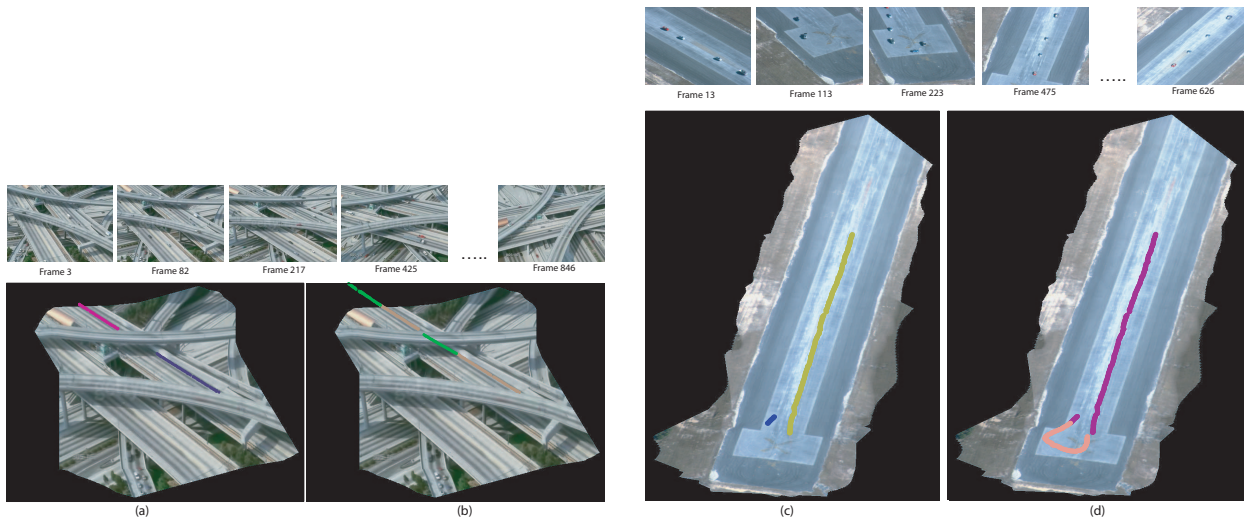 Frame 13
Frame 113
Frame 223
Frame 475
.....
Frame 626
Frame 3
Frame 82
Frame 217
Frame 425
.....
Frame 846
(a)
(b)
(c)
(d)